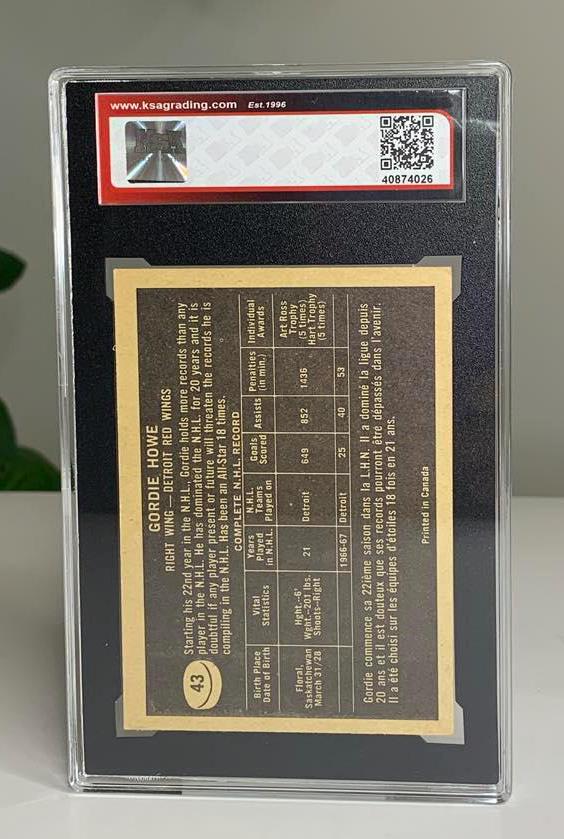 www.ksagrading.com Est.1996
KSA
40874026
43
GORDIE HOWE
RIGHT WING—DETROIT RED WINGS
Starting his 22nd year in the N.H.L. Gordie holds more records than any
player in the N.H.L. He has dominated the N.H.L. for 20 years and it is
doubtful if any player present or future will threaten the records he is
compiling in the N.H.L. Has been an All-Star 18 times.
COMPLETE N.H.L. RECORD
Birth Place
Date of Birth
Vital
Statistics
Years
Played
in N.H.L.
N.H.L.
Teams
Played on
Goals
Scored
Assists
Penalties
(in min.)
Individual
Awards
Floral,
Saskatchewan
March 31/28
Hght.–6'
Wght.–201 lbs.
Shoots–Right
21
Detroit
649
852
1436
Art Ross
Trophy
(5 times)
Hart Trophy
(5 times)
1966-67
Detroit
25
40
53
Gordie commence sa 22ième saison dans la L.H.N. Il a dominé la ligue depuis
20 ans et il est douteux que ses records pourront être dépassés dans l'avenir.
Il a été choisi sur les équipes d'étoiles 18 fois en 21 ans.
Printed in Canada